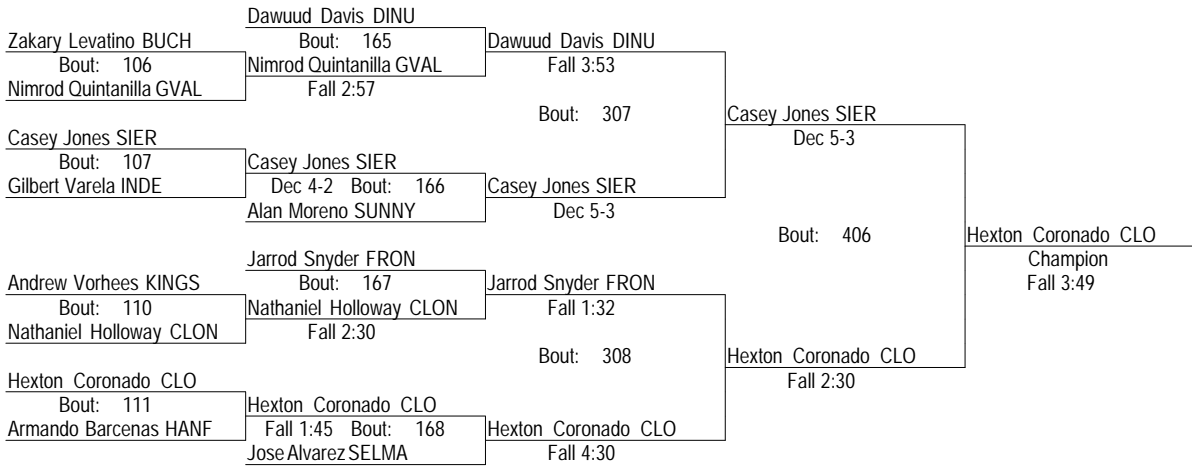 Dawuud Davis DINU
Zakary Levatino BUCH
Bout: 165
Dawuud Davis DINU
Bout: 106
Nimrod Quintanilla GVAL
Fall 3:53
Nimrod Quintanilla GVAL
Fall 2:57
Bout: 307
Casey Jones SIER
Casey Jones SIER
Dec 5-3
Bout: 107
Casey Jones SIER
Gilbert Varela INDE
Dec 4-2 Bout: 166
Casey Jones SIER
Alan Moreno SUNNY
Dec 5-3
Bout: 406
Hexton Coronado CLO
Jarrod Snyder FRON
Champion
Andrew Vorhees KINGS
Bout: 167
Jarrod Snyder FRON
Fall 3:49
Bout: 110
Nathaniel Holloway CLON
Fall 1:32
Nathaniel Holloway CLON
Fall 2:30
Bout: 308
Hexton Coronado CLO
Hexton Coronado CLO
Fall 2:30
Bout: 111
Hexton Coronado CLO
Armando Barcenas HANF
Fall 1:45 Bout: 168
Hexton Coronado CLO
Jose Alvarez SELMA
Fall 4:30